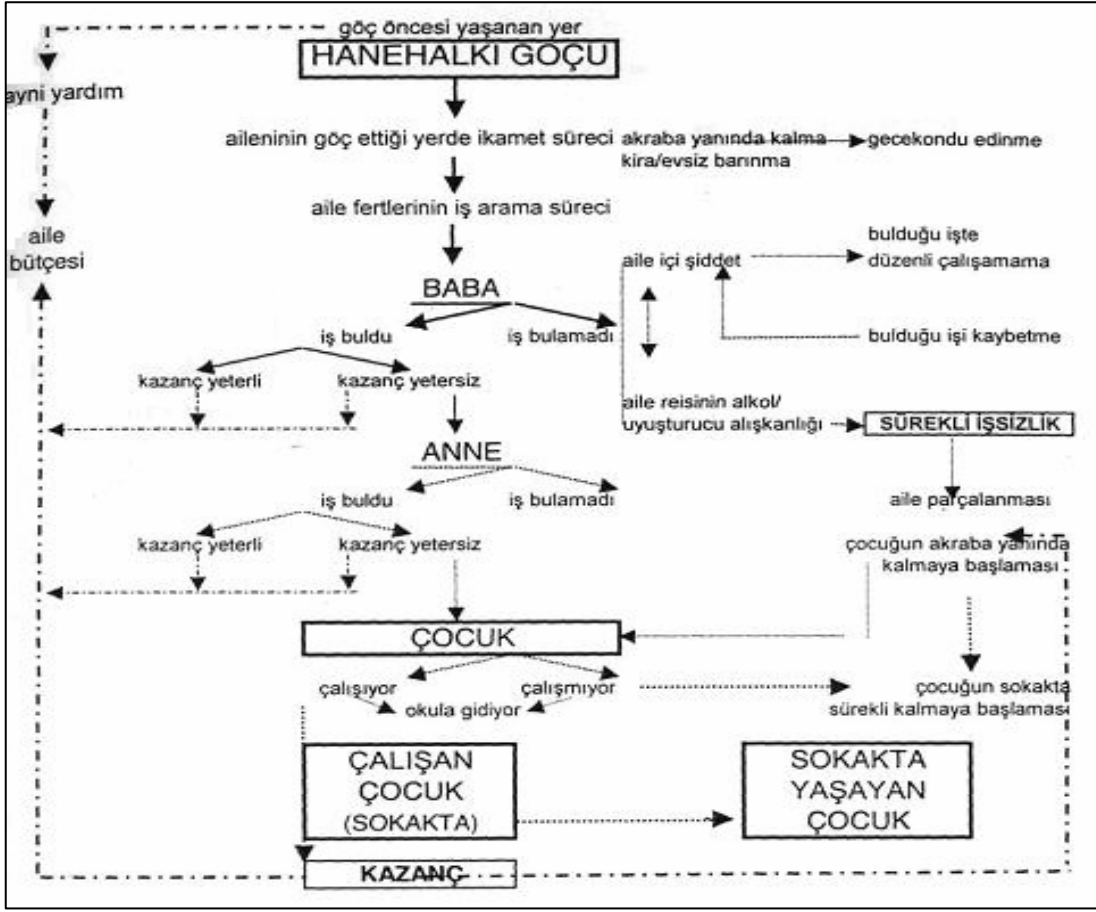 göç öncesi yaşanan yer
HANEHALKI GÖÇU
ayni yardım
aileninin göç ettiği yerde ikamet süreci
akraba yanında kalma
kira/evsiz barınma
gecekondu edinme
aile fertlerinin iş arama süreci
aile
bütçesi
BABA
aile içi şiddet
bulduğu işte
düzenli çalışamama
iş buldu
iş bulamadı
bulduğu işi kaybetme
kazanç yeterli
kazanç yetersiz
aile reisinin alkol/
uyuşturucu alışkanlığı
SÜREKLİ İŞSİZLİK
ANNE
iş buldu
iş bulamadı
aile parçalanması
kazanç yeterli
kazanç yetersiz
çocuğun akraba yanında
kalmaya başlaması
ÇOCUK
çalışıyor
çalışmıyor
okula gidiyor
çocuğun sokakta
sürekli kalmaya başlaması
ÇALIŞAN
ÇOCUK
(SOKAKTA)
SOKAKTA
YAŞAYAN
ÇOCUK
KAZANÇ